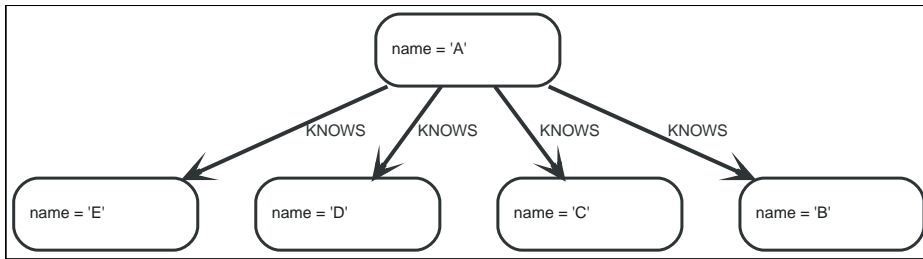 name = 'A'
KNOWS
KNOWS
KNOWS
KNOWS
name = 'E'
name = 'D'
name = 'C'
name = 'B'